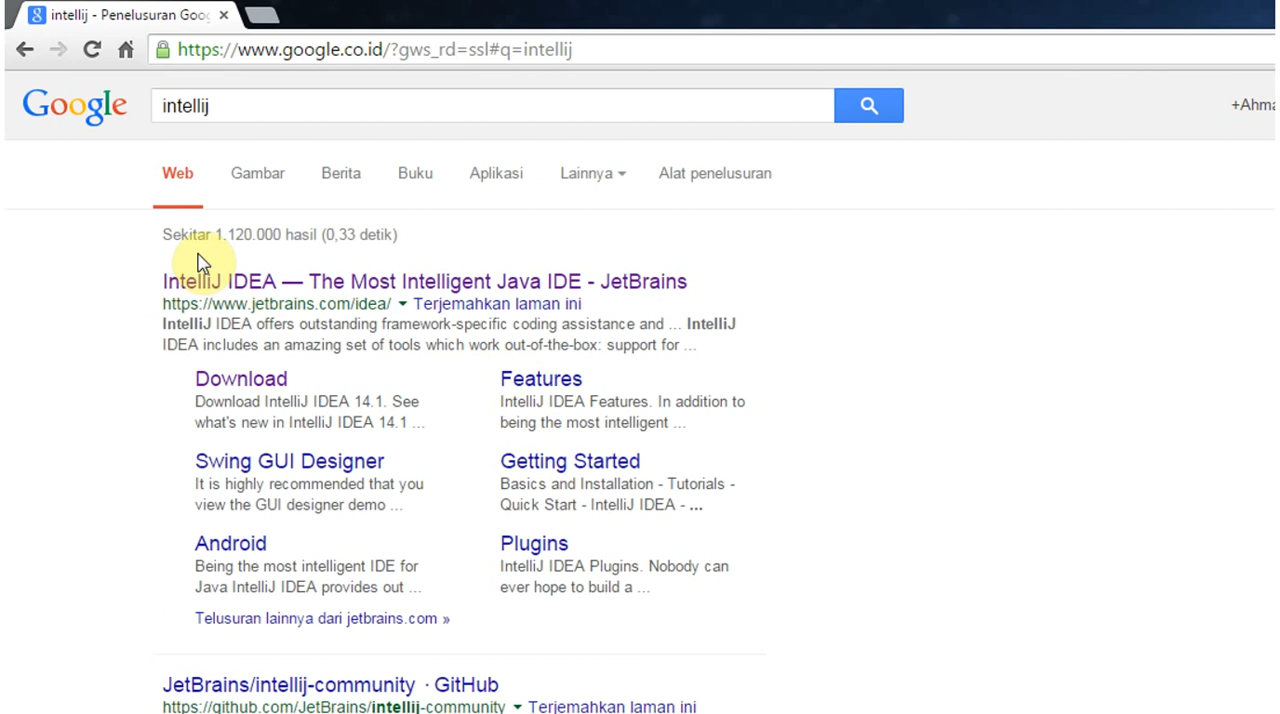 intellij - Penelusuran Goog
https://www.google.co.id/?gws_rd=ssl#q=intellij
Google
intellij
+Ahma
Web Gambar Berita Buku Aplikasi Lainnya Alat penelusuran
Sekitar 1.120.000 hasil (0,33 detik)
IntelliJ IDEA — The Most Intelligent Java IDE - JetBrains
https://www.jetbrains.com/idea/ Terjemahkan laman ini
IntelliJ IDEA offers outstanding framework-specific coding assistance and ... IntelliJ
IDEA includes an amazing set of tools which work out-of-the-box: support for ...
Download
Download IntelliJ IDEA 14.1. See
what's new in IntelliJ IDEA 14.1 ...
Features
IntelliJ IDEA Features. In addition to
being the most intelligent ...
Swing GUI Designer
It is highly recommended that you
view the GUI designer demo ...
Getting Started
Basics and Installation - Tutorials -
Quick Start - IntelliJ IDEA - ...
Android
Being the most intelligent IDE for
Java IntelliJ IDEA provides out ...
Plugins
IntelliJ IDEA Plugins. Nobody can
ever hope to build a ...
Telusuran lainnya dari jetbrains.com »
JetBrains/intellij-community · GitHub
https://github.com/JetBrains/intellij-community Terjemahkan laman ini